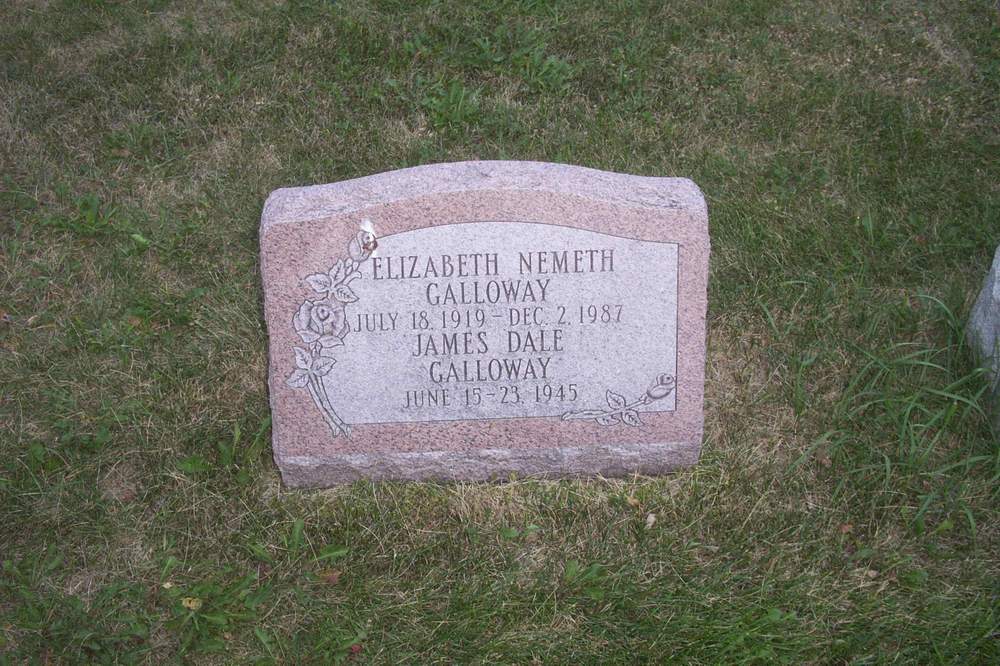 ELIZABETH NEMETH
GALLOWAY
JULY 18, 1919 - DEC. 2, 1987
JAMES DALE
GALLOWAY
JUNE 15 - 23, 1945